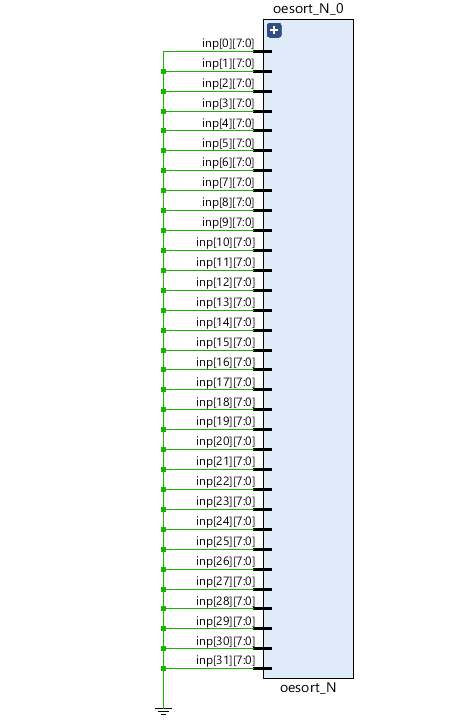 oesort_N_0
inp[0][7:0]
inp[1][7:0]
inp[2][7:0]
inp[3][7:0]
inp[4][7:0]
inp[5][7:0]
inp[6][7:0]
inp[7][7:0]
inp[8][7:0]
inp[9][7:0]
inp[10][7:0]
inp[11][7:0]
inp[12][7:0]
inp[13][7:0]
inp[14][7:0]
inp[15][7:0]
inp[16][7:0]
inp[17][7:0]
inp[18][7:0]
inp[19][7:0]
inp[20][7:0]
inp[21][7:0]
inp[22][7:0]
inp[23][7:0]
inp[24][7:0]
inp[25][7:0]
inp[26][7:0]
inp[27][7:0]
inp[28][7:0]
inp[29][7:0]
inp[30][7:0]
inp[31][7:0]
oesort_N